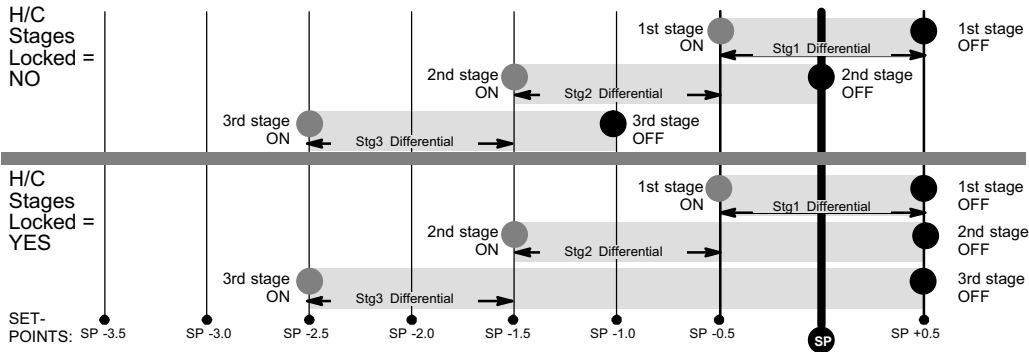 H/C
Stages
Locked =
NO
1st stage
ON
Stg1 Differential
1st stage
OFF
2nd stage
ON
Stg2 Differential
2nd stage
OFF
3rd stage
ON
Stg3 Differential
3rd stage
OFF
H/C
Stages
Locked =
YES
1st stage
ON
Stg1 Differential
1st stage
OFF
2nd stage
ON
Stg2 Differential
2nd stage
OFF
3rd stage
ON
Stg3 Differential
3rd stage
OFF
SET-
POINTS: SP -3.5 SP -3.0 SP -2.5 SP -2.0 SP -1.5 SP -1.0 SP -0.5 SP SP +0.5